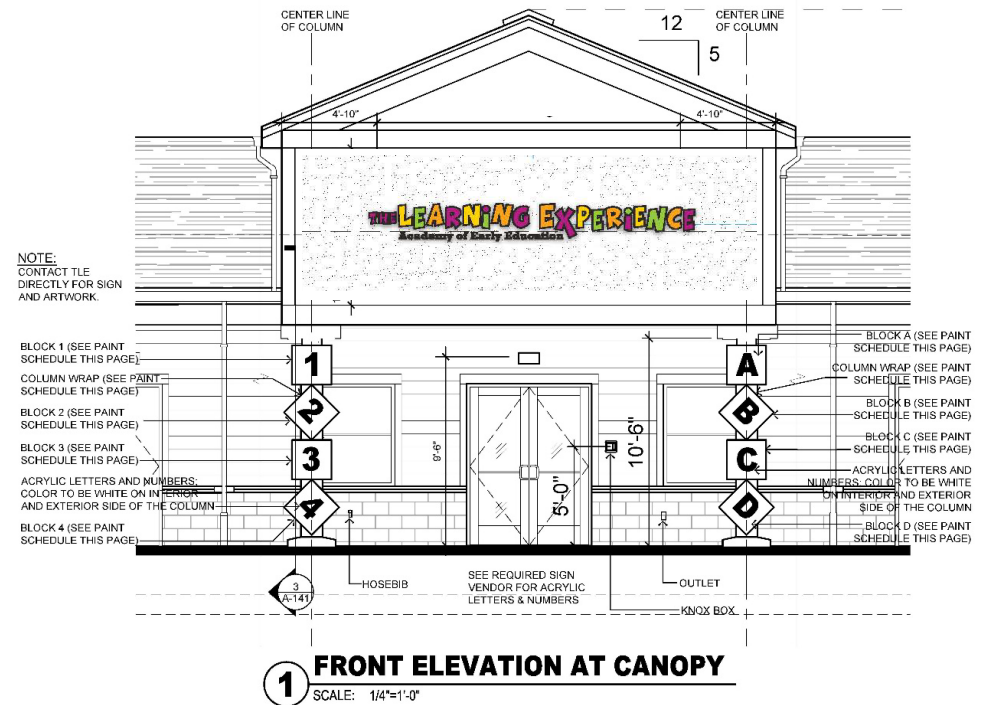 CENTER LINE
OF COLUMN
CENTER LINE
OF COLUMN
12
5
4'-10"
-
4'-10"
THE LEARNING EXPERIENCE
Academy of Early Education
NOTE:
CONTACT TLE
DIRECTLY FOR SIGN
AND ARTWORK.
BLOCK 1 (SEE PAINT
SCHEDULE THIS PAGE)
COLUMN WRAP (SEE PAINT
SCHEDULE THIS PAGE)
BLOCK 2 (SEE PAINT
SCHEDULE THIS PAGE)
BLOCK 3 (SEE PAINT
SCHEDULE THIS PAGE)
ACRYLIC LETTERS AND NUMBERS;
COLOR TO BE WHITE ON INTERIOR
AND EXTERIOR SIDE OF THE COLUMN
BLOCK 4 (SEE PAINT
SCHEDULE THIS PAGE)
1
2
3
4
9'-6"
5'-0"
10'-6"
A
B
C
D
BLOCK A (SEE PAINT
SCHEDULE THIS PAGE)
COLUMN WRAP (SEE PAINT
SCHEDULE THIS PAGE)
BLOCK B (SEE PAINT
SCHEDULE THIS PAGE)
BLOCK C (SEE PAINT
SCHEDULE THIS PAGE)
ACRYLIC LETTERS AND
NUMBERS; COLOR TO BE WHITE
ON INTERIOR AND EXTERIOR
SIDE OF THE COLUMN
BLOCK D (SEE PAINT
SCHEDULE THIS PAGE)
3
A-141
HOSEBIB
SEE REQUIRED SIGN
VENDOR FOR ACRYLIC
LETTERS & NUMBERS
OUTLET
KNOX BOX
1
FRONT ELEVATION AT CANOPY
SCALE: 1/4"=1'-0"